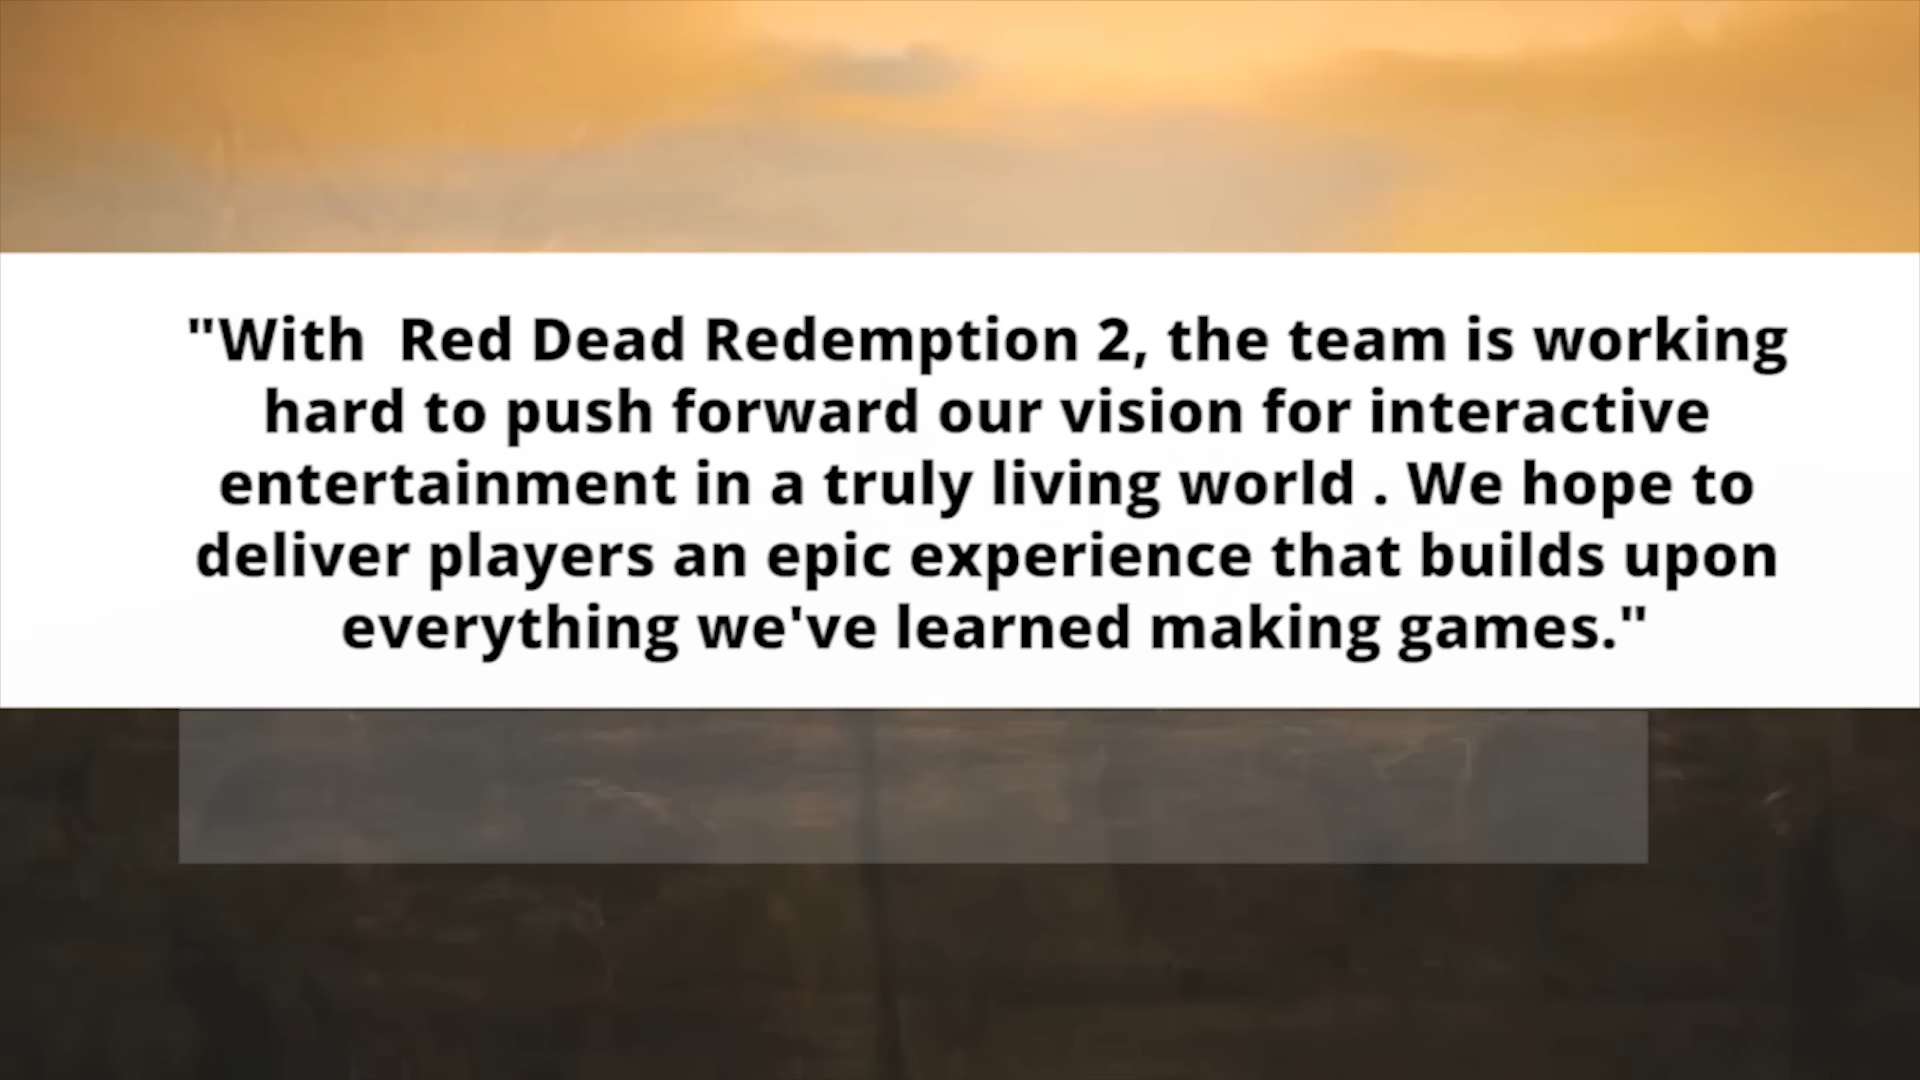 "With  Red Dead Redemption 2, the team is working
hard to push forward our vision for interactive
entertainment in a truly living world . We hope to
deliver players an epic experience that builds upon
everything we've learned making games."